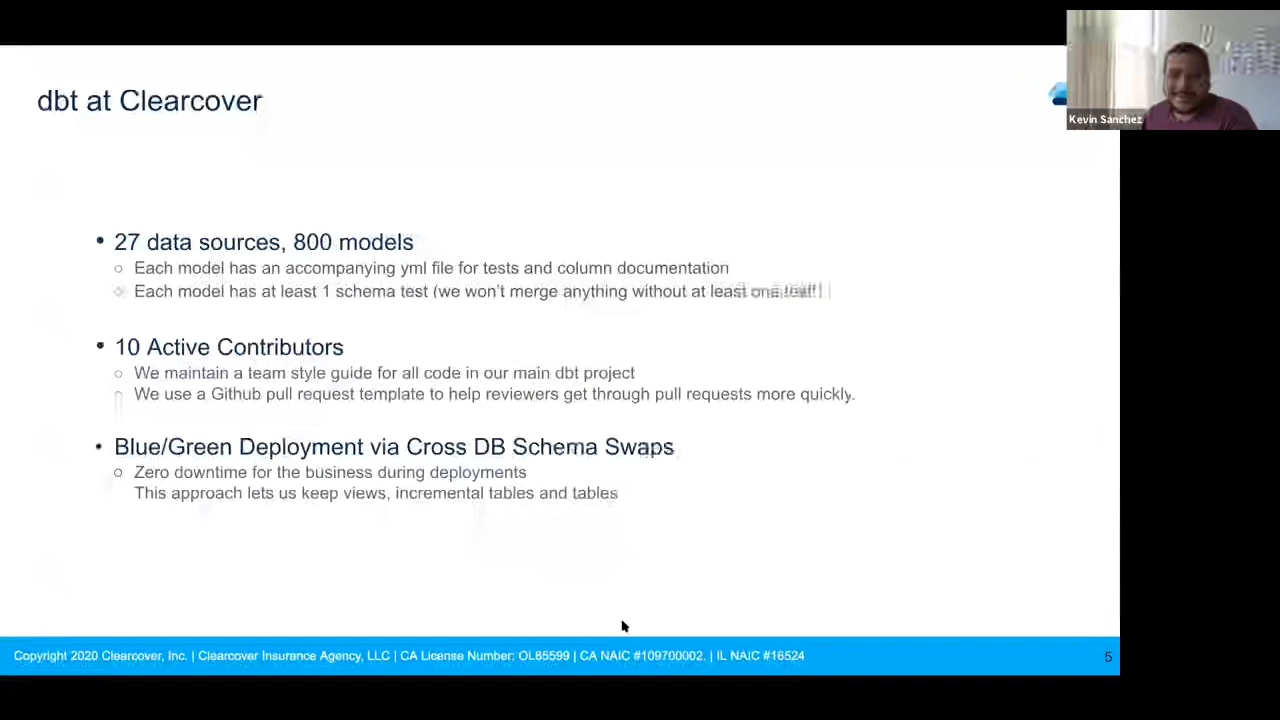 dbt at Clearcover
Kevin Sanchez
• 27 data sources, 800 models
○ Each model has an accompanying yml file for tests and column documentation
○ Each model has at least 1 schema test (we won't merge anything without at least one
• 10 Active Contributors
○ We maintain a team style guide for all code in our main dbt project
○ We use a Github pull request template to help reviewers get through pull requests more quickly.
• Blue/Green Deployment via Cross DB Schema Swaps
○ Zero downtime for the business during deployments
This approach lets us keep views, incremental tables and tables
Copyright 2020 Clearcover, Inc. | Clearcover Insurance Agency, LLC | CA License Number: OL85599 | CA NAIC #109700002. | IL NAIC #16524
5